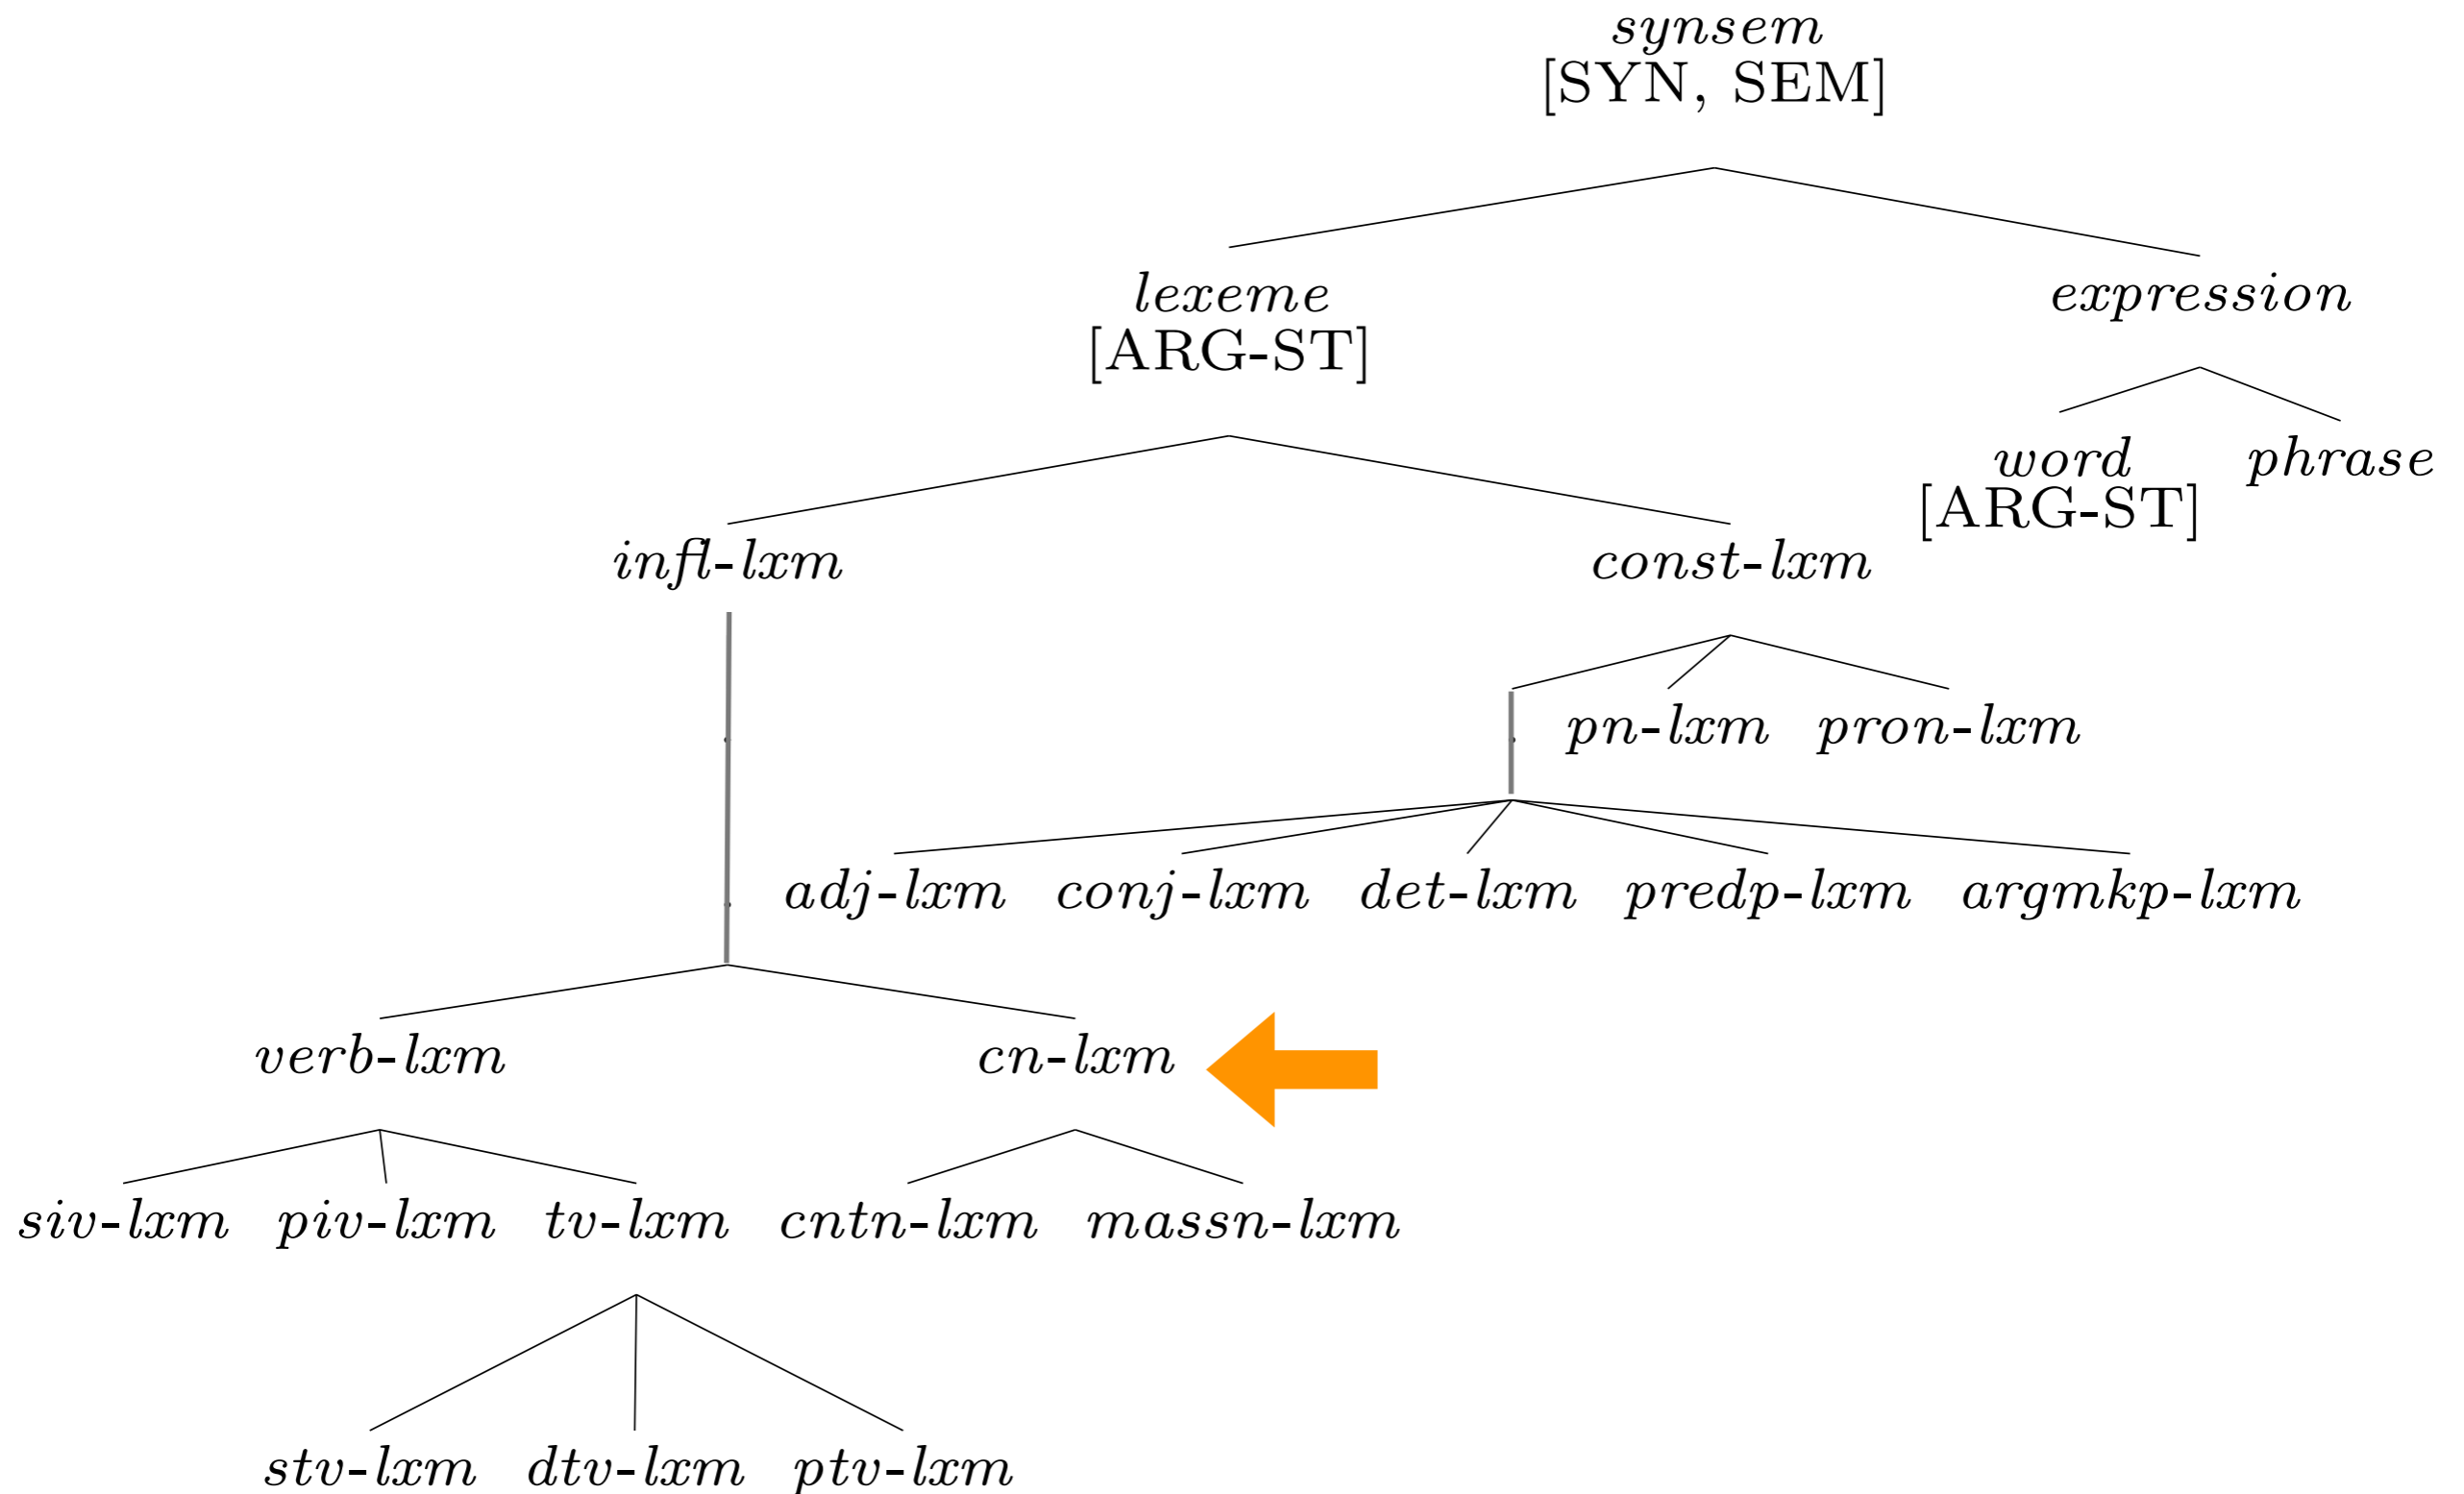 synsem
[SYN, SEM]
lexeme
[ARG-ST]
expression
word
[ARG-ST]
phrase
infl-lxm
const-lxm
pn-lxm pron-lxm
adj-lxm conj-lxm det-lxm predp-lxm argmkp-lxm
verb-lxm cn-lxm
siv-lxm piv-lxm tv-lxm cntn-lxm massn-lxm
stv-lxm dtv-lxm ptv-lxm